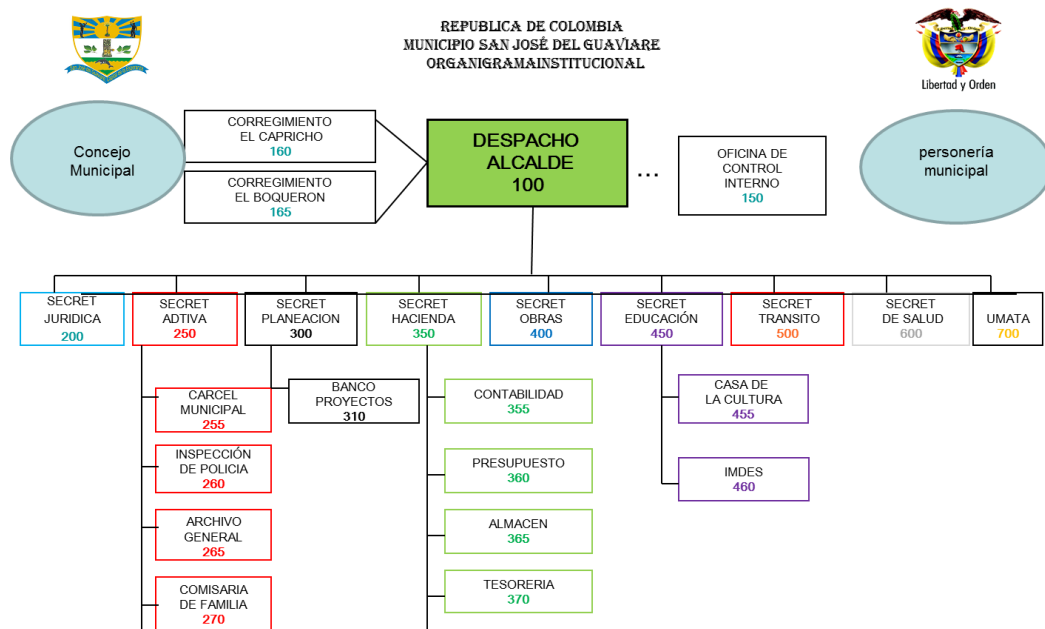 REPUBLICA DE COLOMBIA
MUNICIPIO SAN JOSÉ DEL GUAVIARE
ORGANIGRAMAINSTITUCIONAL
Libertad y Orden
Concejo
Municipal
CORREGIMIENTO
EL CAPRICHO
160
CORREGIMIENTO
EL BOQUERON
165
DESPACHO
ALCALDE
100
...
OFICINA DE
CONTROL
INTERNO
150
personería
municipal
SECRET
JURIDICA
200
SECRET
ADTIVA
250
SECRET
PLANEACION
300
SECRET
HACIENDA
350
SECRET
OBRAS
400
SECRET
EDUCACIÓN
450
SECRET
TRANSITO
500
SECRET
DE SALUD
600
UMATA
700
CARCEL
MUNICIPAL
255
INSPECCIÓN
DE POLICIA
260
ARCHIVO
GENERAL
265
COMISARIA
DE FAMILIA
270
BANCO
PROYECTOS
310
CONTABILIDAD
355
PRESUPUESTO
360
ALMACEN
365
TESORERIA
370
CASA DE
LA CULTURA
455
IMDES
460